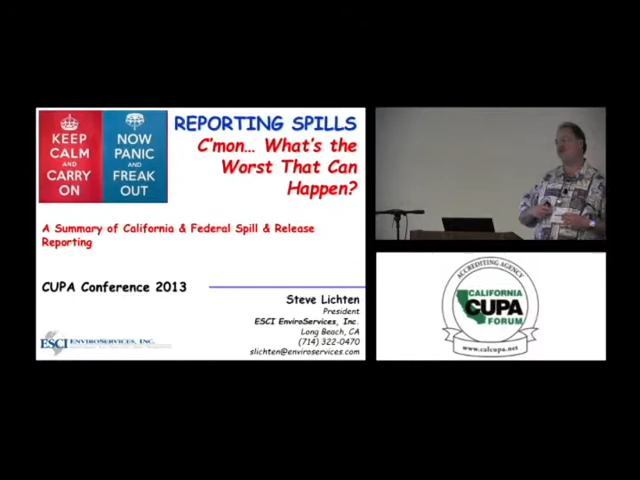 KEEP
CALM
AND
CARRY
ON
NOW
PANIC
AND
FREAK
OUT
REPORTING SPILLS
C'mon... What's the
Worst That Can
Happen?
A Summary of California & Federal Spill & Release
Reporting
CUPA Conference 2013
Steve Lichten
President
ESCI EnviroServices, Inc.
Long Beach, CA
(714) 322-0470
slichten@enviroservices.com
ESCI ENVIROSERVICES, INC.
ACCREDITING AGENCY
CALIFORNIA
CUPA
FORUM
www.calcupa.net